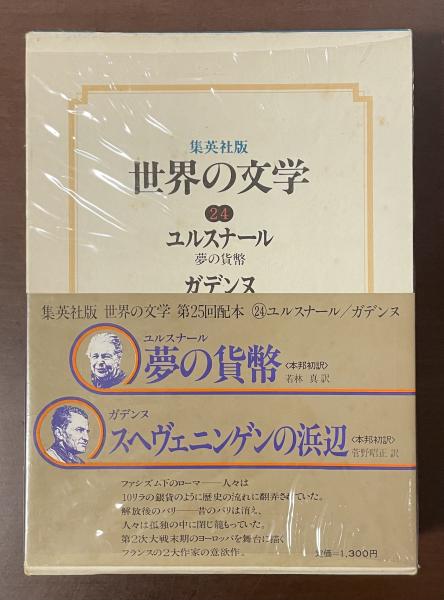 集英社版
世界の文学
24
ユルスナール
夢の貨幣
ガデンヌ
集英社版 世界の文学 第25回配本 ㉔ユルスナール/ガデンヌ
ユルスナール
夢の貨幣〈本邦初訳〉
若林 真 訳
ガデンヌ
スヘヴェニンゲンの浜辺〈本邦初訳〉
菅野昭正 訳
ファシズム下のローマ――人々は
10リラの銀貨のように歴史の流れに翻弄させていた。
解放後のパリ――昔のパリは消え、
人々は孤独の中に閉じ籠もっていた。
第2次大戦末期のヨーロッパを舞台に描く
フランスの2大作家の意欲作。
定価=1,300円